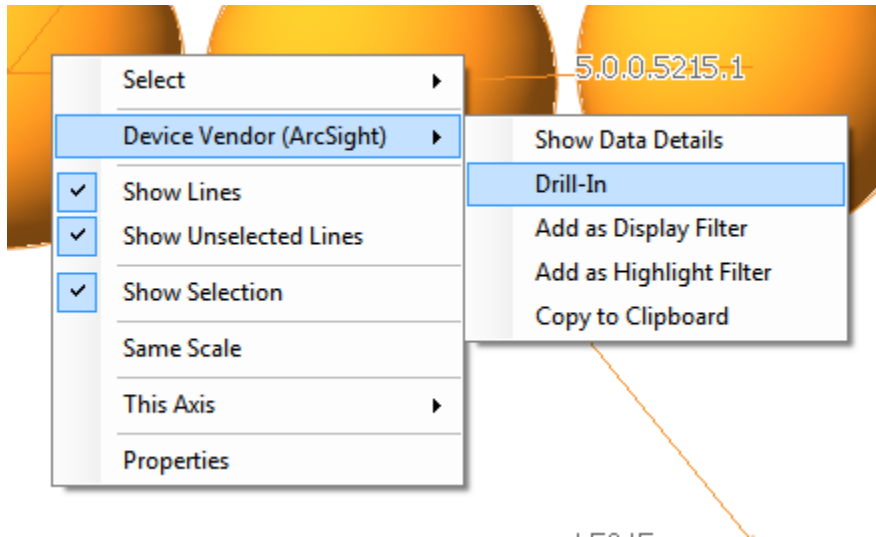 5.0.0.5215.1
Select
Device Vendor (ArcSight)
Show Lines
Show Unselected Lines
Show Selection
Same Scale
This Axis
Properties
Show Data Details
Drill-In
Add as Display Filter
Add as Highlight Filter
Copy to Clipboard